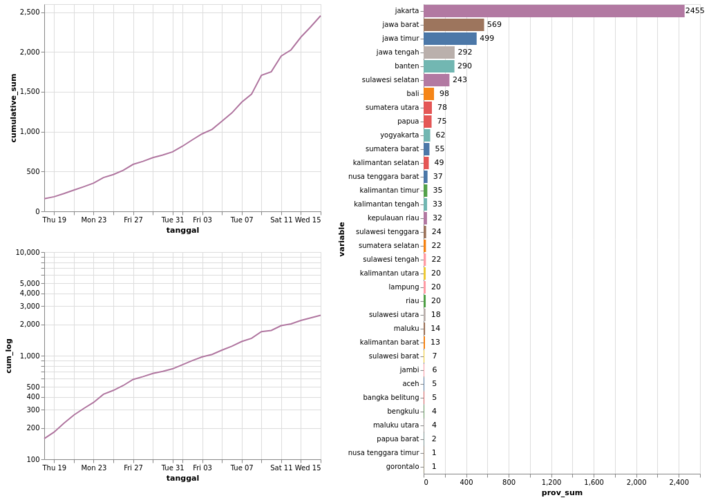 2,500
2,000
1,500
1,000
500
0
cumulative_sum
Thu 19 Mon 23 Fri 27 Tue 31 Fri 03 Tue 07 Sat 11 Wed 15
tanggal
10,000
5,000
4,000
3,000
2,000
1,000
500
400
300
200
100
cum_log
Thu 19 Mon 23 Fri 27 Tue 31 Fri 03 Tue 07 Sat 11 Wed 15
tanggal
variable
jakarta 2455
jawa barat 569
jawa timur 499
jawa tengah 292
banten 290
sulawesi selatan 243
bali 98
sumatera utara 78
papua 75
yogyakarta 62
sumatera barat 55
kalimantan selatan 49
nusa tenggara barat 37
kalimantan timur 35
kalimantan tengah 33
kepulauan riau 32
sulawesi tenggara 24
sumatera selatan 22
sulawesi tengah 22
kalimantan utara 20
lampung 20
riau 20
sulawesi utara 18
maluku 14
kalimantan barat 13
sulawesi barat 7
jambi 6
aceh 5
bangka belitung 5
bengkulu 4
maluku utara 4
papua barat 2
nusa tenggara timur 1
gorontalo 1
0 400 800 1,200 1,600 2,000 2,400
prov_sum